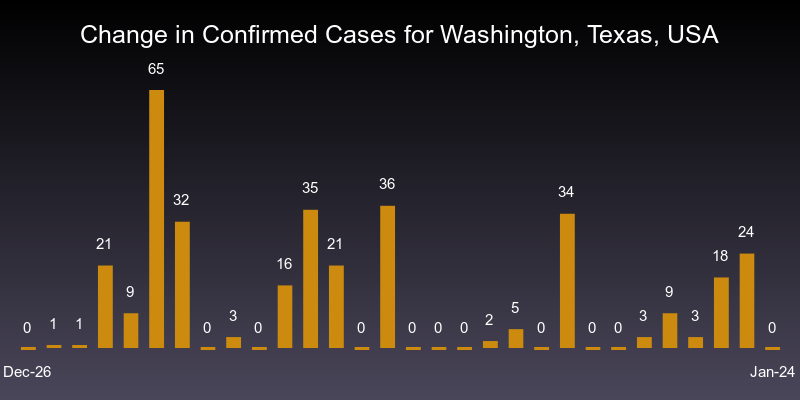 Change in Confirmed Cases for Washington, Texas, USA
0 1 1 21 9 65 32 0 3 0 16 35 21 0 36 0 0 0 2 5 0 34 0 0 3 9 3 18 24 0
Dec-26 Jan-24